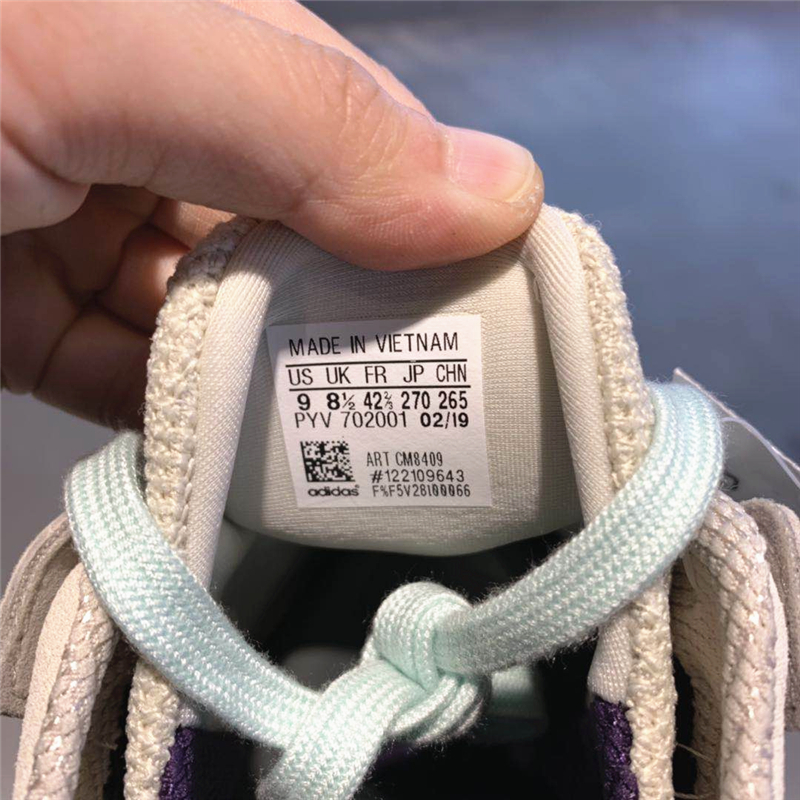 MADE IN VIETNAM
US UK FR JP CHN
9 8½ 42⅔ 270 265
PYV 702001 02/19
ART CM8409
#122109643
adidas F%F5V28I00066